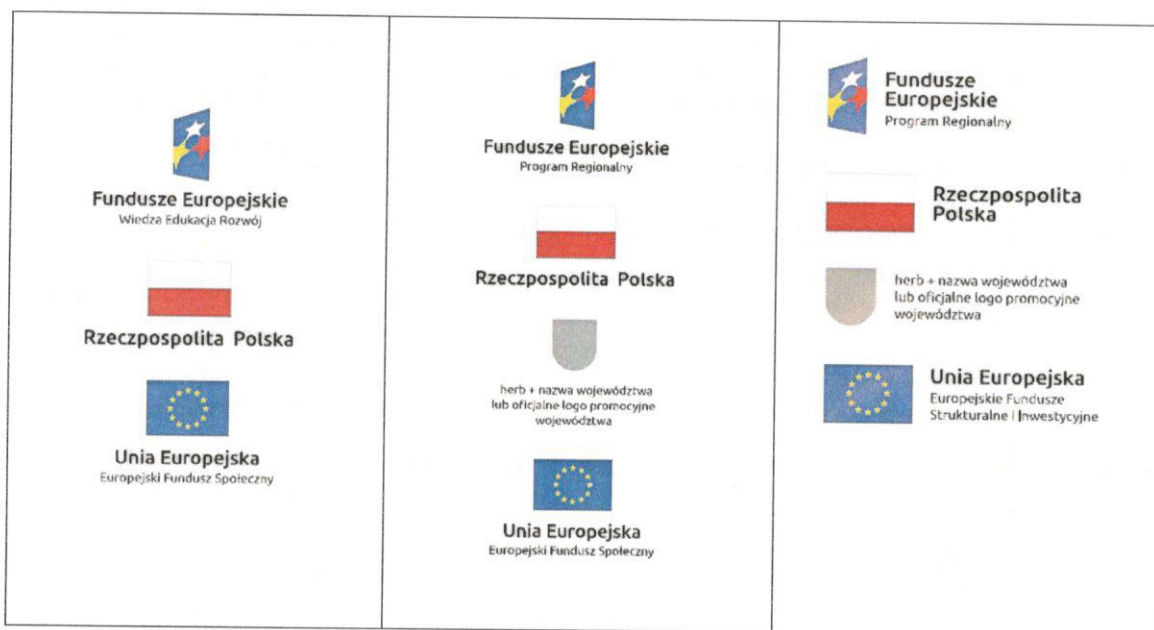 Fundusze Europejskie
Wiedza Edukacja Rozwój
Rzeczpospolita Polska
Unia Europejska
Europejski Fundusz Społeczny
Fundusze Europejskie
Program Regionalny
Rzeczpospolita Polska
herb + nazwa województwa
lub oficjalne logo promocyjne
województwa
Unia Europejska
Europejski Fundusz Społeczny
Fundusze
Europejskie
Program Regionalny
Rzeczpospolita
Polska
herb + nazwa województwa
lub oficjalne logo promocyjne
województwa
Unia Europejska
Europejskie Fundusze
Strukturalne i Inwestycyjne